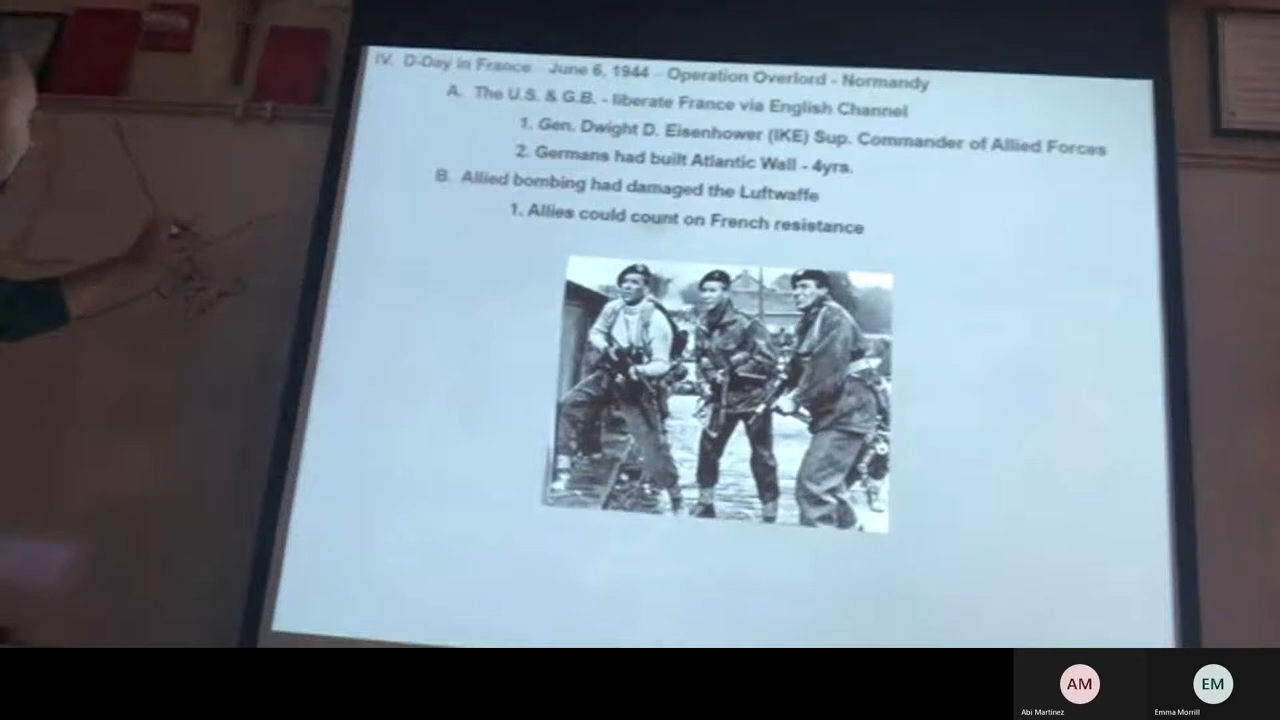 IV. D-Day in France June 6, 1944 - Operation Overlord - Normandy
A. The U.S. & G.B. - liberate France via English Channel
1. Gen. Dwight D. Eisenhower (IKE) Sup. Commander of Allied Forces
2. Germans had built Atlantic Wall - 4yrs.
B. Allied bombing had damaged the Luftwaffe
1. Allies could count on French resistance
AM
EM
Abi Martinez
Emma Morrill